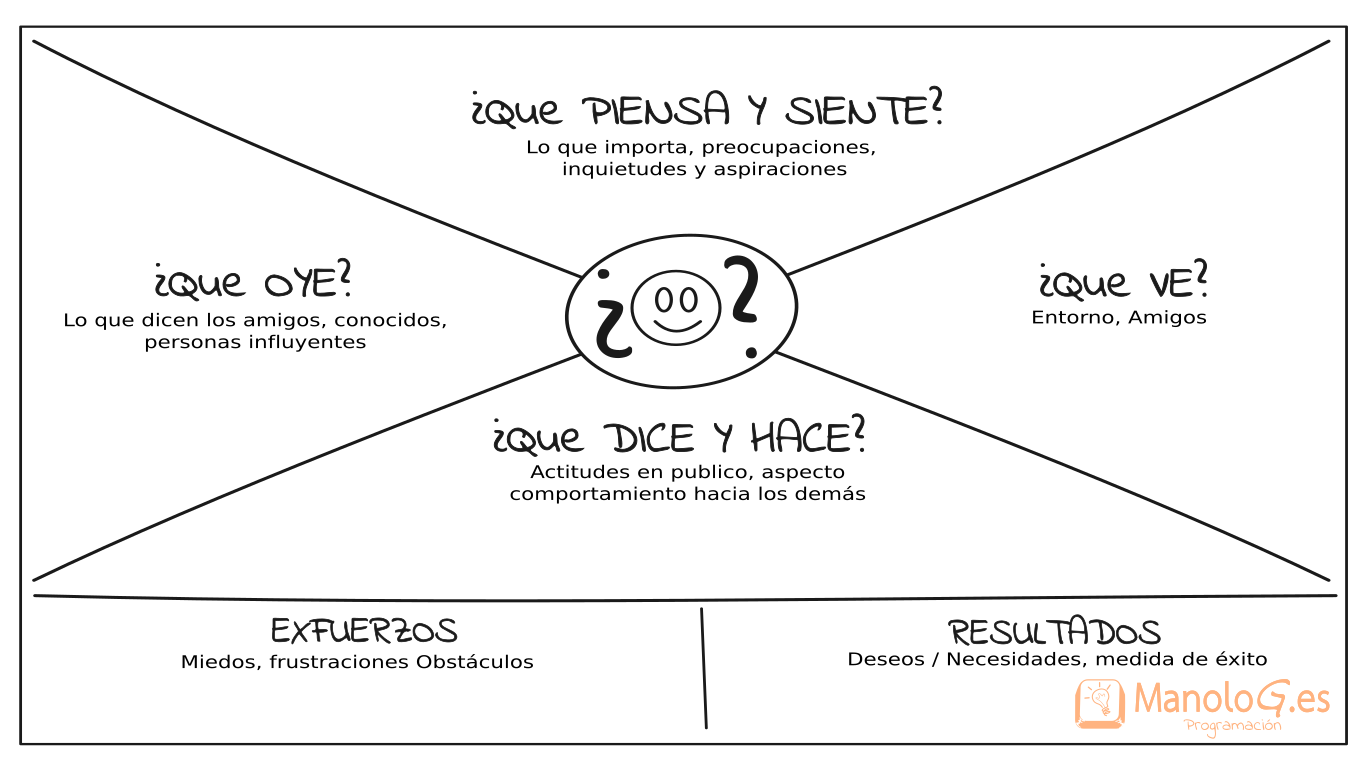 ¿Que PIENSA Y SIENTE?
Lo que importa, preocupaciones,
inquietudes y aspiraciones
¿Que OYE?
Lo que dicen los amigos, conocidos,
personas influyentes
¿ ?
¿Que VE?
Entorno, Amigos
¿Que DICE Y HACE?
Actitudes en publico, aspecto
comportamiento hacia los demás
EXFUERZOS
Miedos, frustraciones Obstáculos
RESULTADOS
Deseos / Necesidades, medida de éxito
ManoloG.es
Programación